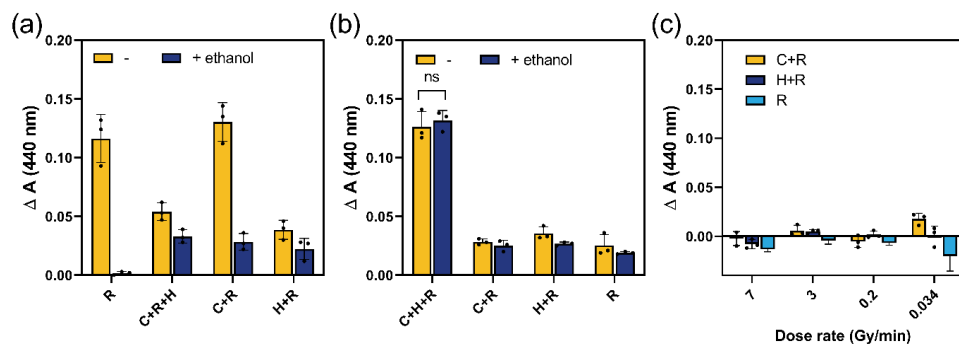 (a)
- + ethanol
Δ A (440 nm)
0.20
0.15
0.10
0.05
0.00
R
C+R+H
C+R
H+R
(b)
- + ethanol
ns
Δ A (440 nm)
0.20
0.15
0.10
0.05
0.00
C+H+R
C+R
H+R
R
(c)
C+R
H+R
R
Δ A (440 nm)
0.20
0.15
0.10
0.05
0.00
7
3
0.2
0.034
Dose rate (Gy/min)